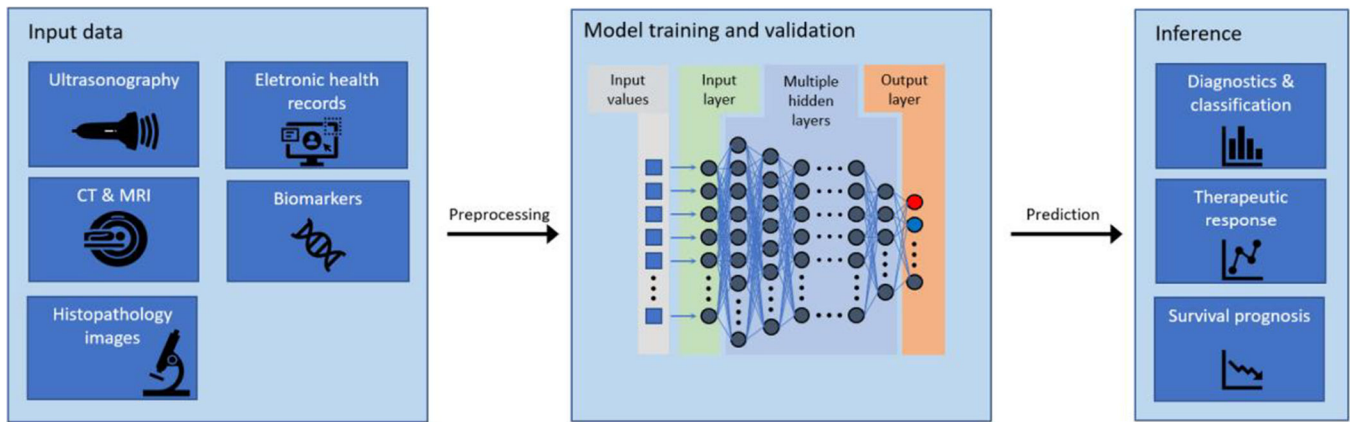 Input data
Ultrasonography
Eletronic health
records
CT & MRI
Biomarkers
Histopathology
images
Preprocessing
Model training and validation
Input
values
Input
layer
Multiple
hidden
layers
Output
layer
Prediction
Inference
Diagnostics &
classification
Therapeutic
response
Survival prognosis